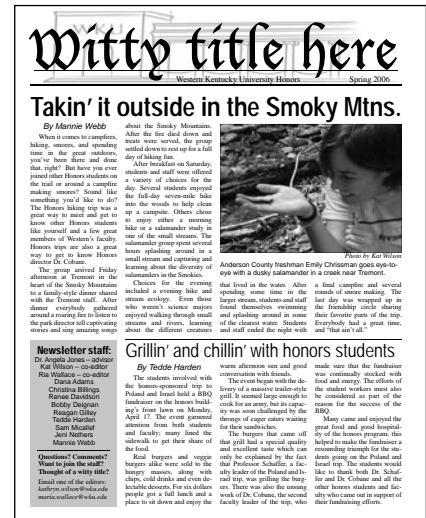 WKU
Witty title here
Western Kentucky University Honors Spring 2006
Takin' it outside in the Smoky Mtns.
By Mannie Webb
When it comes to campfires,
hiking, smores, and spending
time in the great outdoors,
you've been there and done
that, right? But have you ever
joined other Honors students on
the trail or around a campfire
making smores? Sound like
something you'd like to do?
The Honors hiking trip was a
great way to meet and get to
know other Honors students
like yourself and a few great
members of Western's faculty.
Honors trips are also a great
way to get to know Honors
director Dr. Cobane.
The group arrived Friday
afternoon at Tremont in the
heart of the Smoky Mountains
to a family-style dinner shared
with the Tremont staff. After
dinner everybody gathered
around a roaring fire to listen to
the park director tell captivating
stories and sing amazing songs
about the Smoky Mountains.
After the fire died down and
treats were served, the group
settled down to rest up for a full
day of hiking fun.
After breakfast on Saturday,
students and staff were offered
a variety of choices for the
day. Several students enjoyed
the full-day seven-mile hike
into the woods to help clean
up a campsite. Others chose
to enjoy either a morning
hike or a salamander study in
one of the small streams. The
salamander group spent several
hours splashing around in a
small stream and capturing and
learning about the diversity of
salamanders in the Smokies.
Choices for the evening
included a evening hike and
stream ecology. Even those
who weren't science majors
enjoyed walking through small
streams and rivers, learning
about the different creatures
Photo by Kat Wilson
Anderson County freshman Emily Chrisman goes eye-to-
eye with a dusky salamander in a creek near Tremont.
that lived in the water. After
spending some time in the
larger stream, students and staff
found themselves swimming
and splashing around in some
of the clearest water. Students
and staff ended the night with
a final campfire and several
rounds of smore making. The
last day was wrapped up in
the friendship circle sharing
their favorite parts of the trip.
Everybody had a great time,
and "that ain't all."
Newsletter staff:
Dr. Angela Jones – advisor
Kat Wilson – co-editor
Ria Wallace – co-editor
Dana Adams
Christina Billings
Renee Davidson
Bobby Deignan
Reagan Gilley
Tedde Harden
Sam Micalief
Jeni Nethers
Mannie Webb
Questions? Comments?
Want to join the staff?
Thought of a witty title?
Email one of the editors:
kathryn.wilson@wku.edu
maria.wallace@wku.edu
Grillin' and chillin' with honors students
By Tedde Harden
The students involved with
the honors-sponsored trip to
Poland and Israel held a BBQ
fundraiser on the honors build-
ing's front lawn on Monday,
April 17. The event garnered
attention from both students
and faculty; many lined the
sidewalk to get their share of
the food.
Real burgers and veggie
burgers alike were sold to the
hungry masses, along with
chips, cold drinks and even de-
lectable desserts. For six dollars
people got a full lunch and a
place to sit down and enjoy the
warm afternoon sun and good
conversation with friends.
The event began with the de-
livery of a massive trailer-style
grill. It seemed large enough to
cook for an army, but its capac-
ity was soon challenged by the
throngs of eager eaters waiting
for their sandwiches.
The burgers that came off
that grill had a special quality
and excellent taste which can
only be explained by the fact
that Professor Schaffer, a fac-
ulty leader of the Poland and Is-
rael trip, was grilling the burg-
ers. There was also the unsung
work of Dr. Cobane, the second
faculty leader of the trip, who
made sure that the fundraiser
was continually stocked with
food and energy. The efforts of
the student workers must also
be considered as part of the
reason for the success of the
BBQ.
Many came and enjoyed the
great food and good hospital-
ity of the honors program; this
helped to make the fundraiser a
resounding triumph for the stu-
dents going on the Poland and
Israel trip. The students would
like to thank both Dr. Schaf-
fer and Dr. Cobane and all the
other honors students and fac-
ulty who came out in support of
their fundraising efforts.